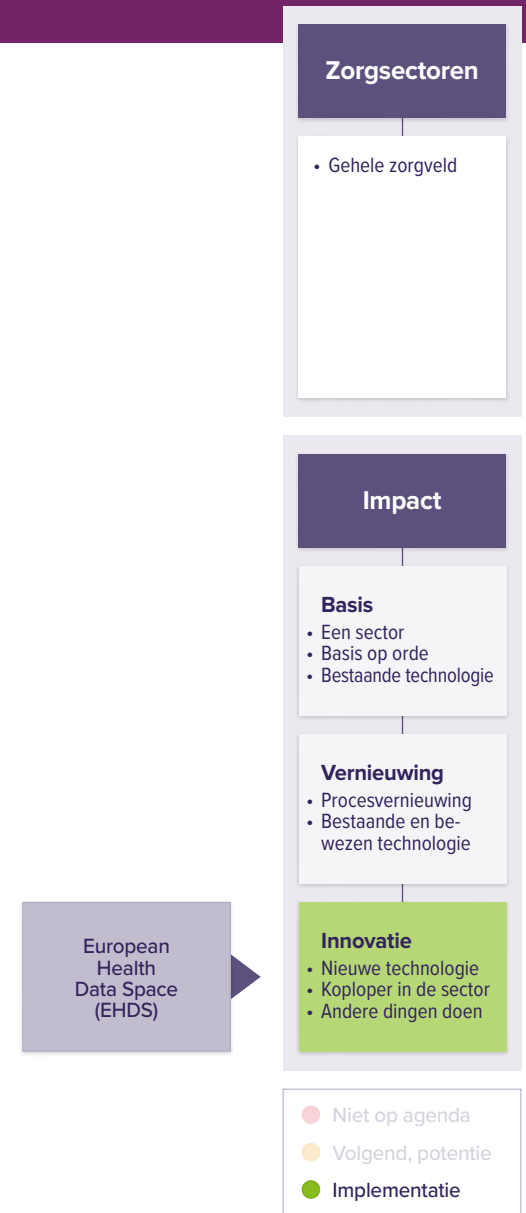 Zorgsectoren
• Gehele zorgveld
Impact
Basis
• Een sector
• Basis op orde
• Bestaande technologie
Vernieuwing
• Procesvernieuwing
• Bestaande en be-
wezen technologie
European
Health
Data Space
(EHDS)
Innovatie
• Nieuwe technologie
• Koploper in de sector
• Andere dingen doen
Niet op agenda
Volgend, potentie
Implementatie